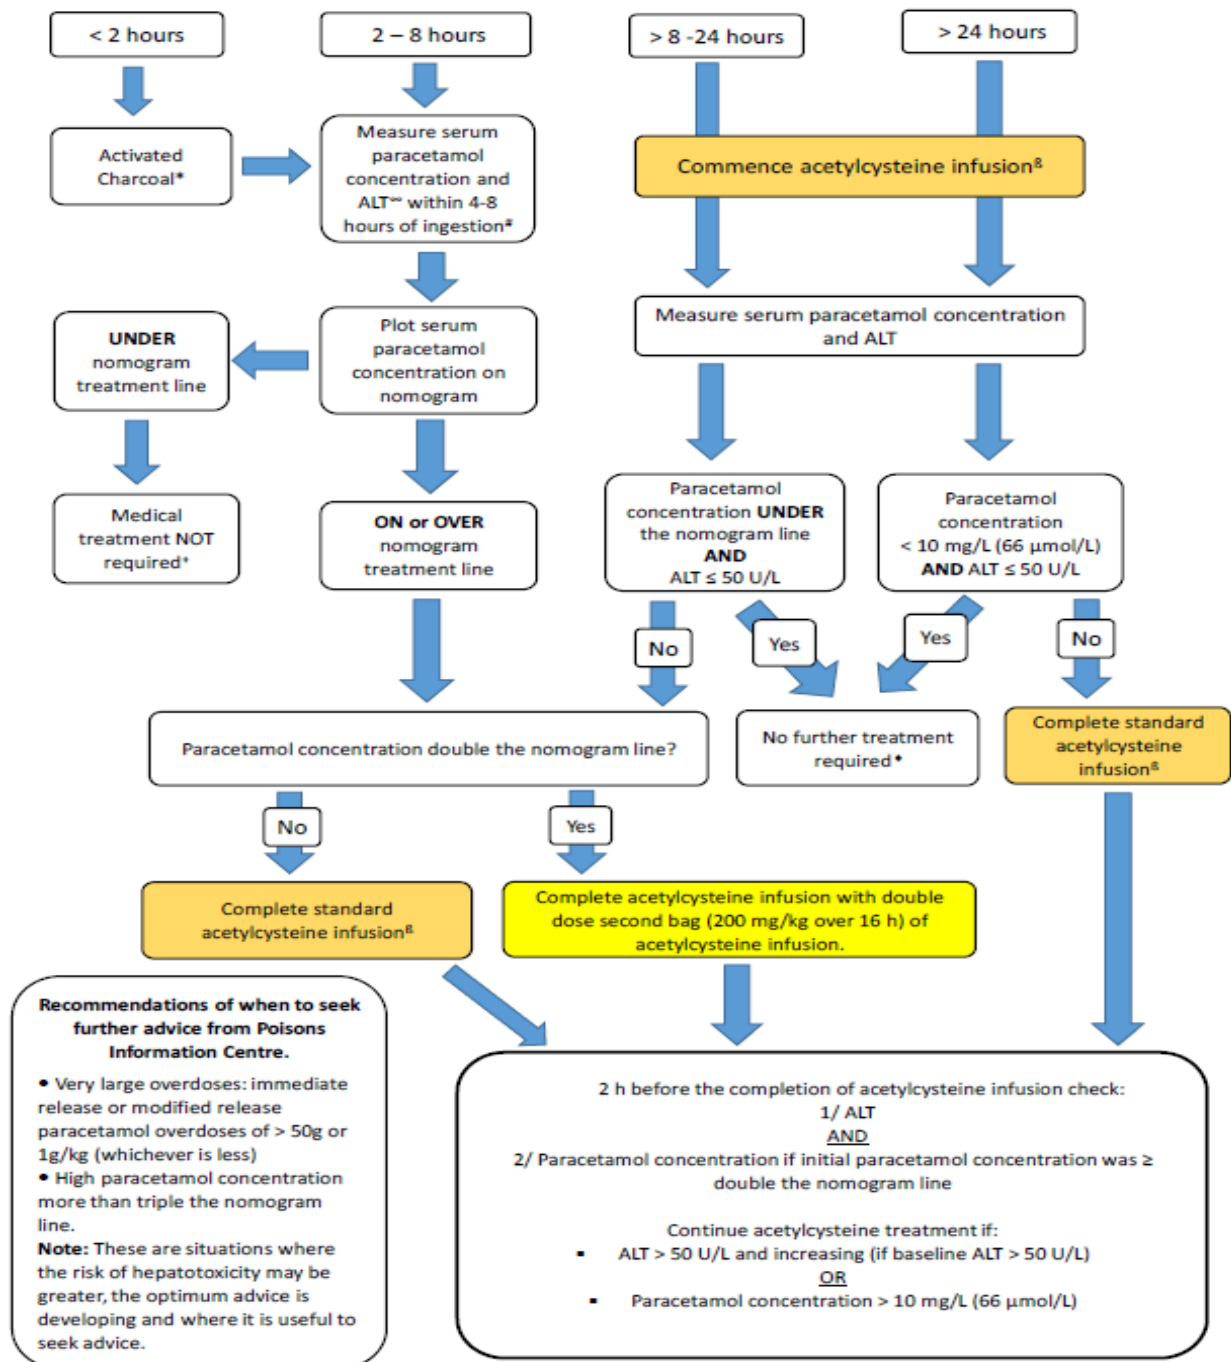 < 2 hours
2 – 8 hours
> 8 -24 hours
> 24 hours
Activated
Charcoal*
Measure serum
paracetamol
concentration and
ALT∞ within 4-8
hours of ingestion#
Commence acetylcysteine infusionß
Measure serum paracetamol concentration
and ALT
UNDER
nomogram
treatment line
Plot serum
paracetamol
concentration on
nomogram
Medical
treatment NOT
required+
ON or OVER
nomogram
treatment line
Paracetamol
concentration UNDER
the nomogram line
AND
ALT ≤ 50 U/L
Paracetamol
concentration
< 10 mg/L (66 µmol/L)
AND ALT ≤ 50 U/L
No
Yes
Yes
No
Paracetamol concentration double the nomogram line?
No further treatment
required♦
Complete standard
acetylcysteine
infusionß
No
Yes
Complete standard
acetylcysteine infusionß
Complete acetylcysteine infusion with double
dose second bag (200 mg/kg over 16 h) of
acetylcysteine infusion.
Recommendations of when to seek
further advice from Poisons
Information Centre.
• Very large overdoses: immediate
release or modified release
paracetamol overdoses of > 50g or
1g/kg (whichever is less)
• High paracetamol concentration
more than triple the nomogram
line.
Note: These are situations where
the risk of hepatotoxicity may be
greater, the optimum advice is
developing and where it is useful to
seek advice.
2 h before the completion of acetylcysteine infusion check:
1/ ALT
AND
2/ Paracetamol concentration if initial paracetamol concentration was ≥
double the nomogram line
Continue acetylcysteine treatment if:
▪ ALT > 50 U/L and increasing (if baseline ALT > 50 U/L)
OR
▪ Paracetamol concentration > 10 mg/L (66 µmol/L)